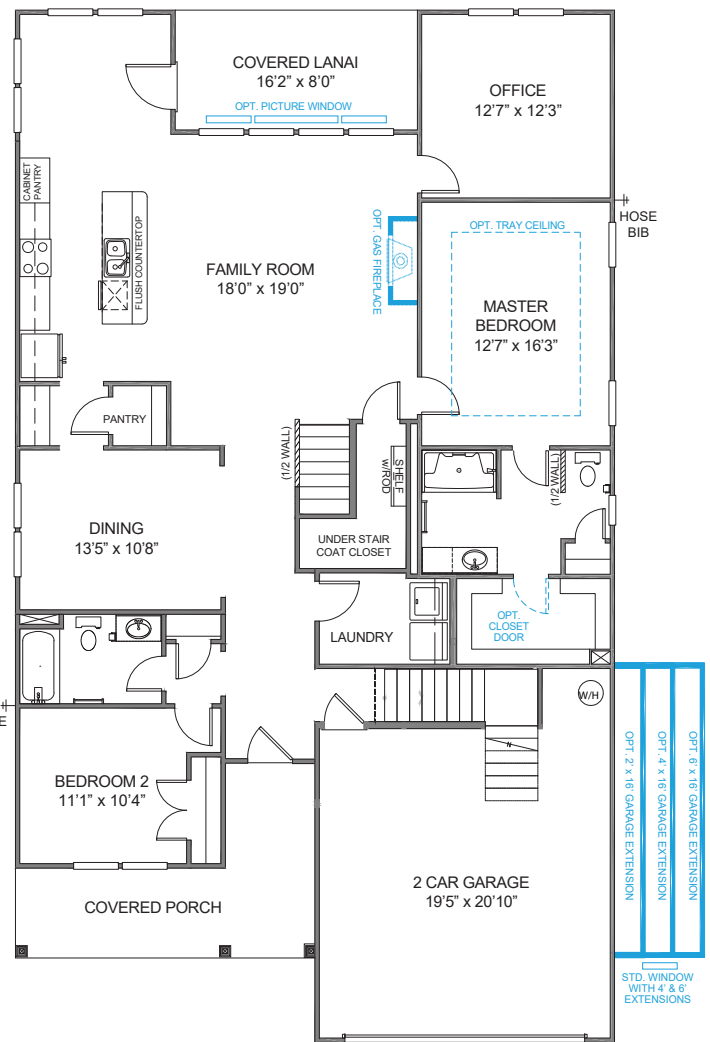 COVERED LANAI
16'2" x 8'0"
OPT. PICTURE WINDOW
OFFICE
12'7" x 12'3"
CABINET
PANTRY
FLUSH COUNTERTOP
FAMILY ROOM
18'0" x 19'0"
OPT. GAS FIREPLACE
HOSE
BIB
OPT. TRAY CEILING
MASTER
BEDROOM
12'7" x 16'3"
PANTRY
(1/2 WALL)
SHELF
w/ROD
(1/2 WALL)
DINING
13'5" x 10'8"
UNDER STAIR
COAT CLOSET
LAUNDRY
OPT.
CLOSET
DOOR
W/H
E
BEDROOM 2
11'1" x 10'4"
OPT. 2' x 16' GARAGE EXTENSION
OPT. 4' x 16' GARAGE EXTENSION
OPT. 6' x 16' GARAGE EXTENSION
2 CAR GARAGE
19'5" x 20'10"
COVERED PORCH
STD. WINDOW
WITH 4' & 6'
EXTENSIONS